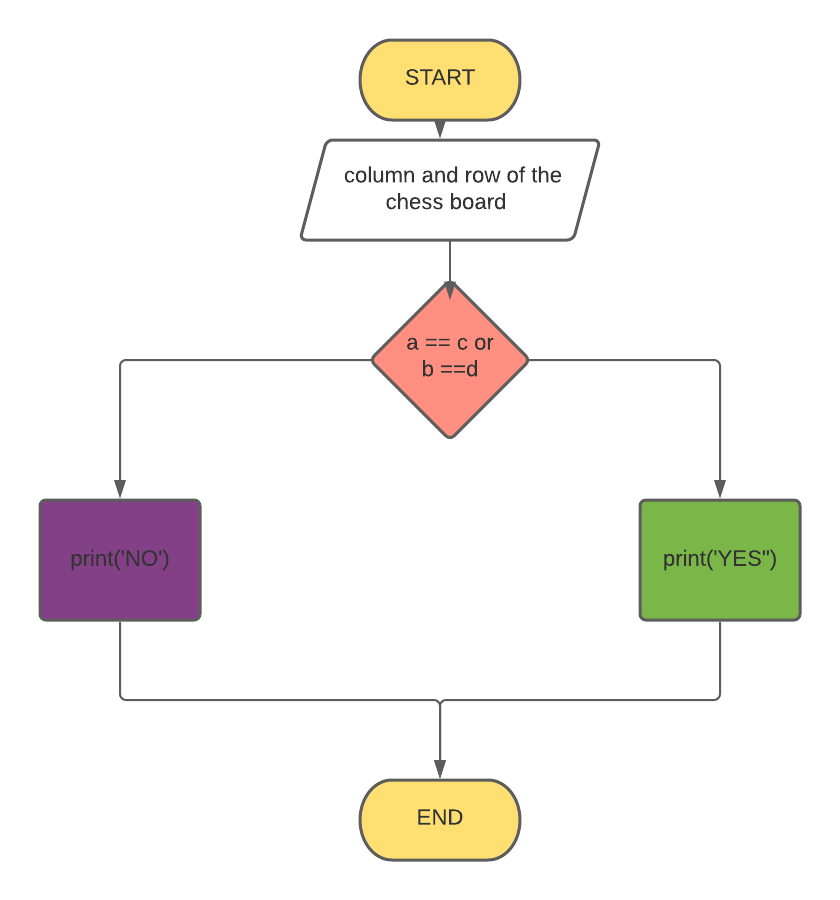 START
column and row of the
chess board
a == c or
b ==d
print('NO')
print('YES")
END